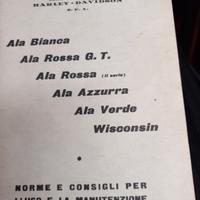 HARLEY-DAVIDSON
S.P.A.
Ala Bianca
Ala Rossa G. T.
Ala Rossa (II serie)
Ala Azzurra
Ala Verde
Wisconsin
NORME E CONSIGLI PER
L'USO E LA MANUTENZIONE